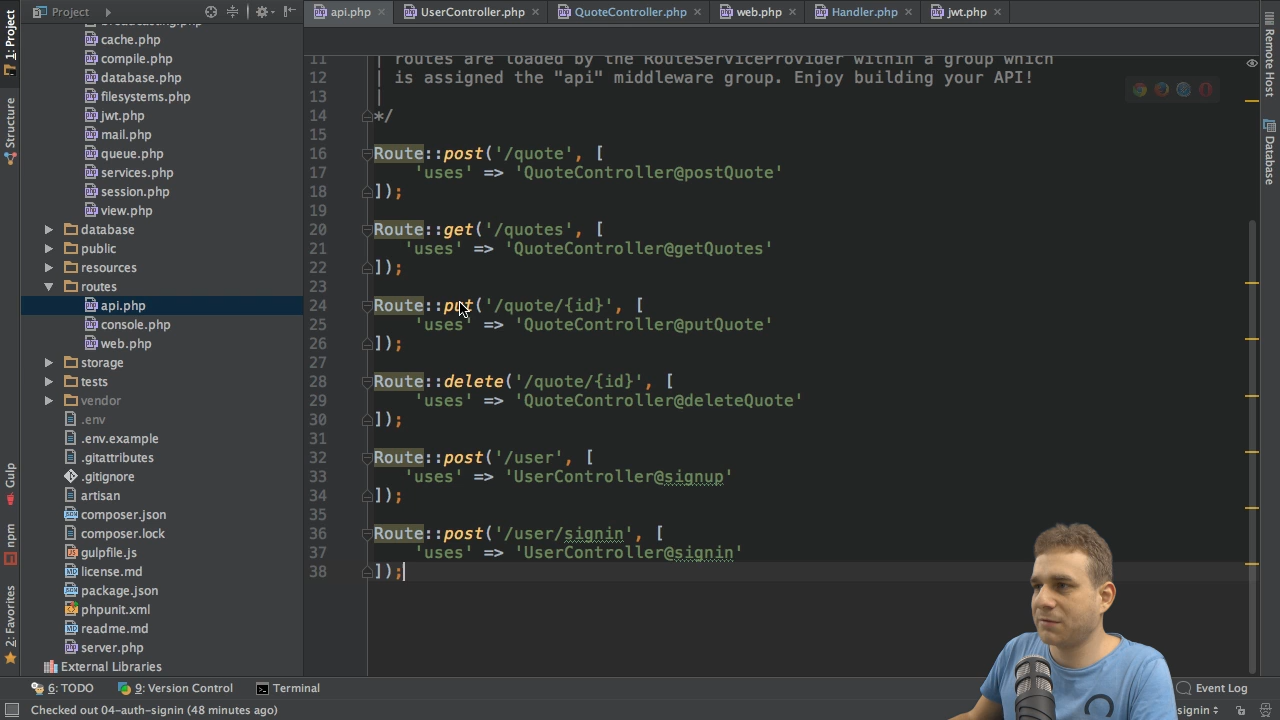 1: Project
Structure
Gulp
npm
2: Favorites
Project
cache.php
compile.php
database.php
filesystems.php
jwt.php
mail.php
queue.php
services.php
session.php
view.php
database
public
resources
routes
api.php
console.php
web.php
storage
tests
vendor
.env
.env.example
.gitattributes
.gitignore
artisan
composer.json
composer.lock
gulpfile.js
license.md
package.json
phpunit.xml
readme.md
server.php
External Libraries
api.php UserController.php QuoteController.php web.php Handler.php jwt.php
11 | routes are loaded by the RouteServiceProvider within a group which
12 | is assigned the "api" middleware group. Enjoy building your API!
13 |
14 */
15
16 Route::post('/quote', [
17 'uses' => 'QuoteController@postQuote'
18 ]);
19
20 Route::get('/quotes', [
21 'uses' => 'QuoteController@getQuotes'
22 ]);
23
24 Route::put('/quote/{id}', [
25 'uses' => 'QuoteController@putQuote'
26 ]);
27
28 Route::delete('/quote/{id}', [
29 'uses' => 'QuoteController@deleteQuote'
30 ]);
31
32 Route::post('/user', [
33 'uses' => 'UserController@signup'
34 ]);
35
36 Route::post('/user/signin', [
37 'uses' => 'UserController@signin'
38 ]);
Remote Host
Database
6: TODO 9: Version Control Terminal Event Log
Checked out 04-auth-signin (48 minutes ago) signin